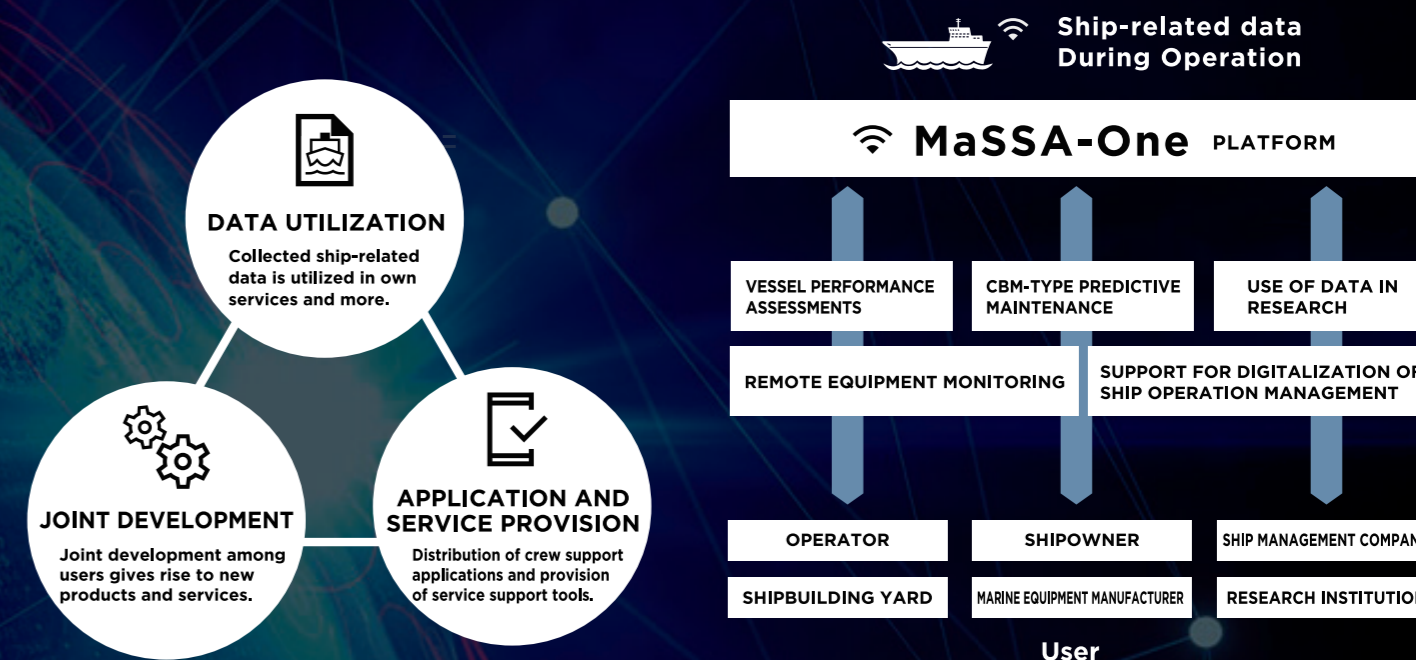 DATA UTILIZATION
Collected ship-related
data is utilized in own
services and more.
JOINT DEVELOPMENT
Joint development among
users gives rise to new
products and services.
APPLICATION AND
SERVICE PROVISION
Distribution of crew support
applications and provision
of service support tools.
Ship-related data
During Operation
MaSSA-One PLATFORM
VESSEL PERFORMANCE
ASSESSMENTS
CBM-TYPE PREDICTIVE
MAINTENANCE
USE OF DATA IN
RESEARCH
REMOTE EQUIPMENT MONITORING
SUPPORT FOR DIGITALIZATION OF
SHIP OPERATION MANAGEMENT
OPERATOR
SHIPOWNER
SHIP MANAGEMENT COMPAN
SHIPBUILDING YARD
MARINE EQUIPMENT MANUFACTURER
RESEARCH INSTITUTION
User